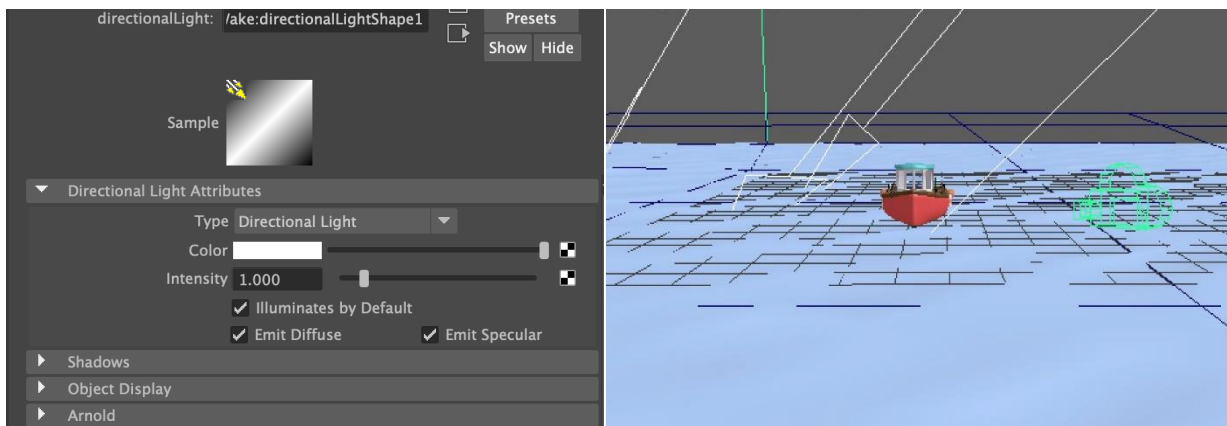 directionalLight: /ake:directionalLightShape1
Presets
Show Hide
Sample
Directional Light Attributes
Type Directional Light
Color
Intensity 1.000
Illuminates by Default
Emit Diffuse Emit Specular
Shadows
Object Display
Arnold